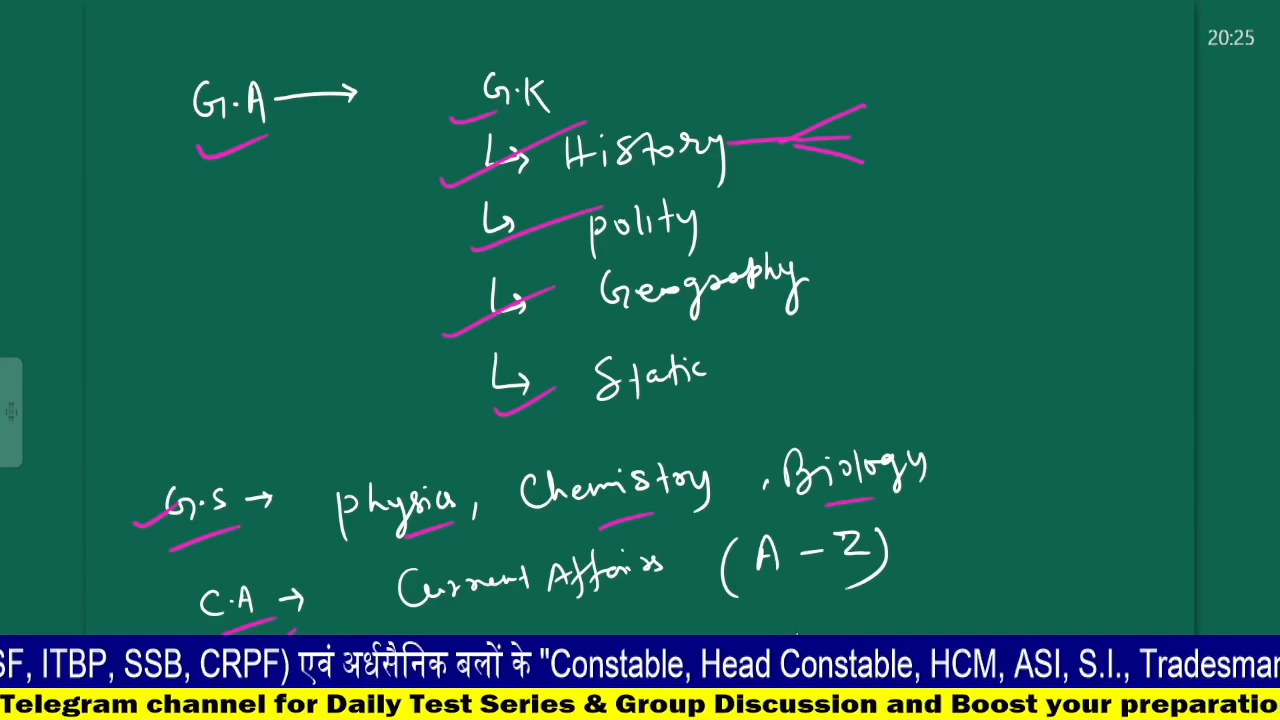 20:25
G.A → G.K
↳ History
↳ polity
↳ Geography
↳ Static
G.S → physics, Chemistry, Biology
C.A → Current Affairs (A - Z)
SF, ITBP, SSB, CRPF) एवं अर्धसैनिक बलों के "Constable, Head Constable, HCM, ASI, S.I., Tradesman
Telegram channel for Daily Test Series & Group Discussion and Boost your preparatio